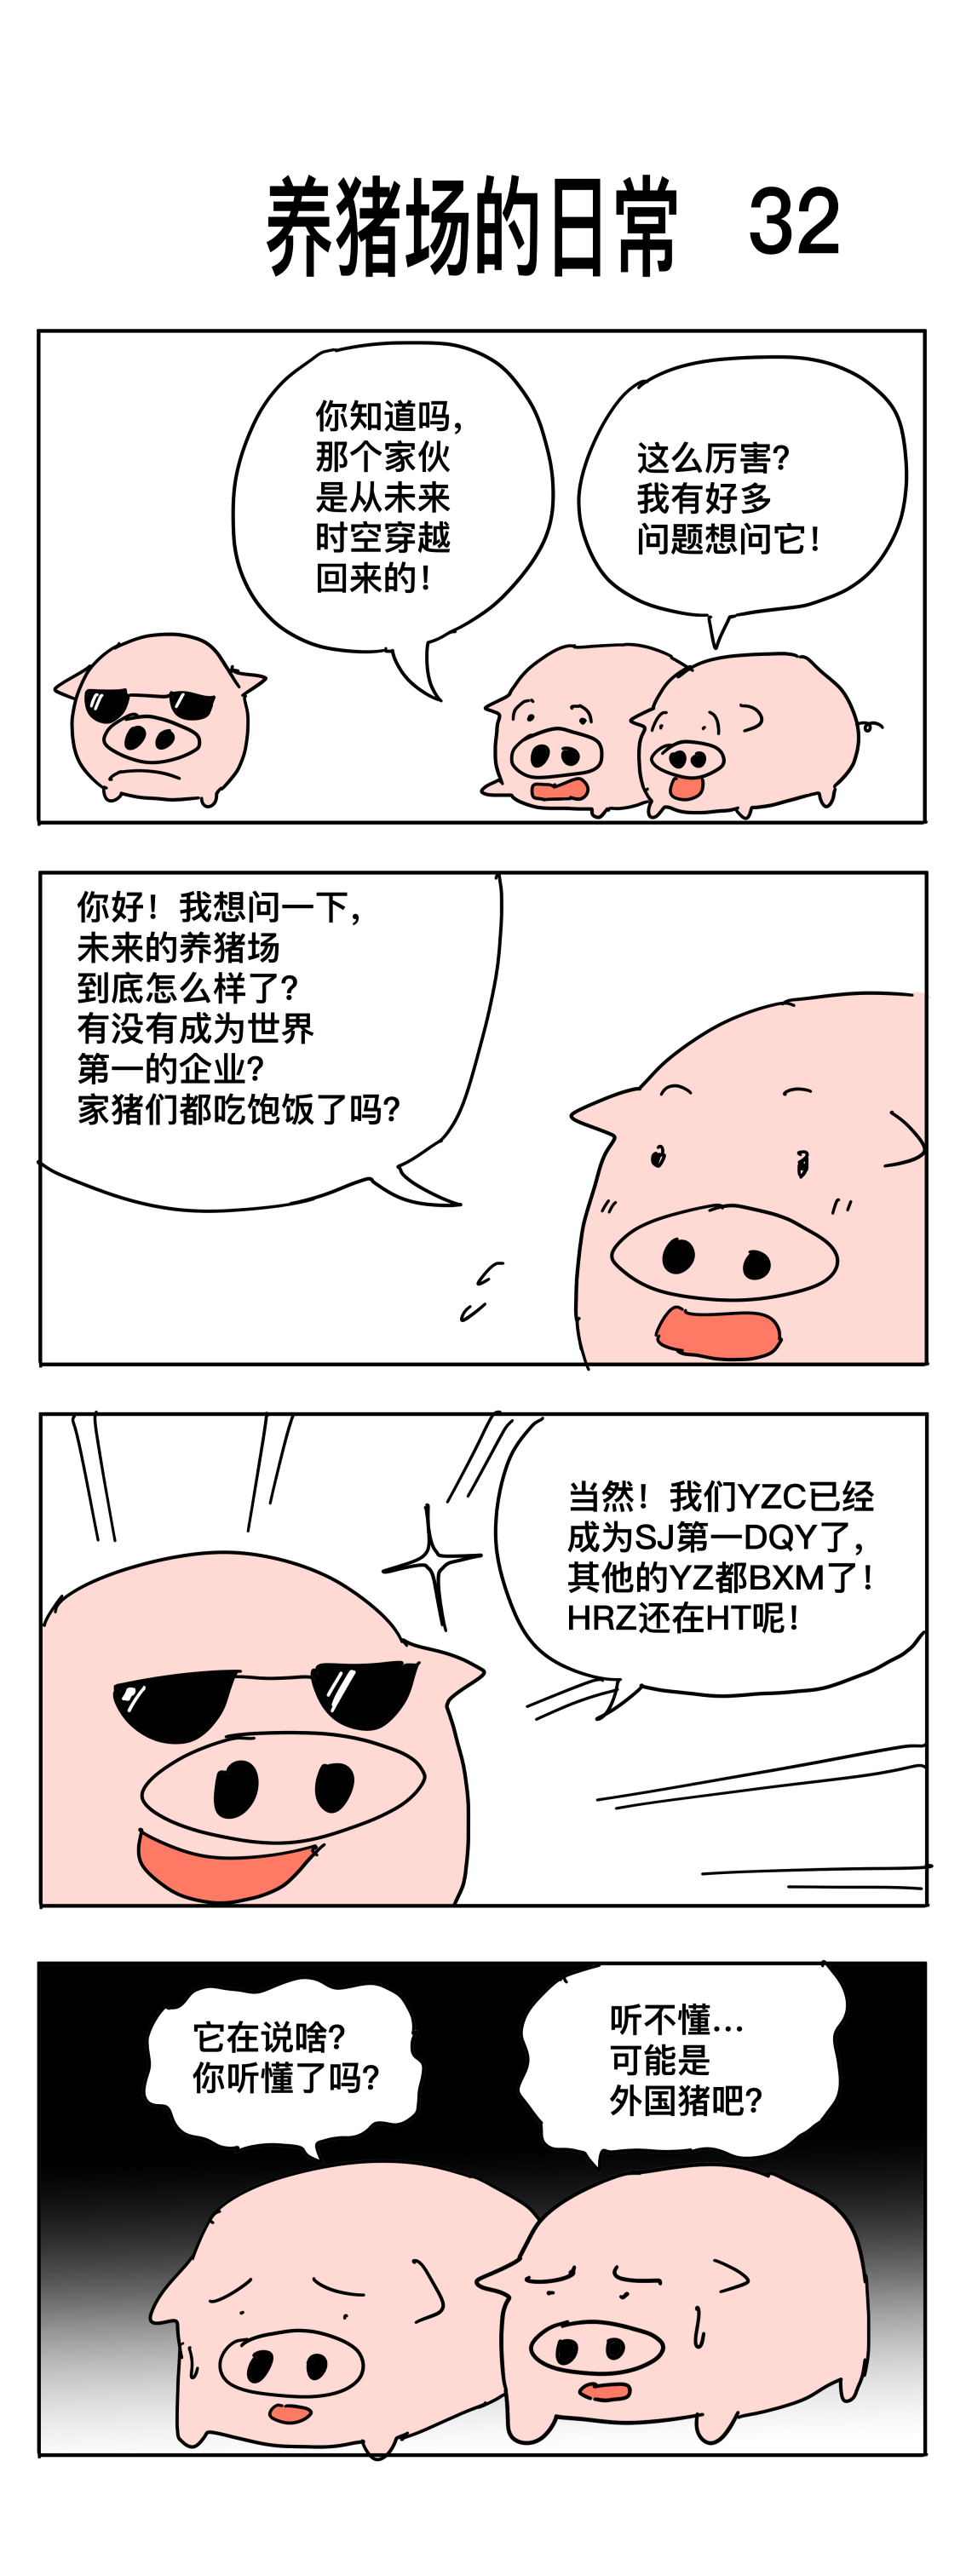 养猪场的日常 32
你知道吗，
那个家伙
是从未来
时空穿越
回来的！
这么厉害？
我有好多
问题想问它！
你好！我想问一下，
未来的养猪场
到底怎么样了？
有没有成为世界
第一的企业？
家猪们都吃饱饭了吗？
当然！我们YZC已经
成为SJ第一DQY了，
其他的YZ都BXM了！
HRZ还在HT呢！
它在说啥？
你听懂了吗？
听不懂...
可能是
外国猪吧？